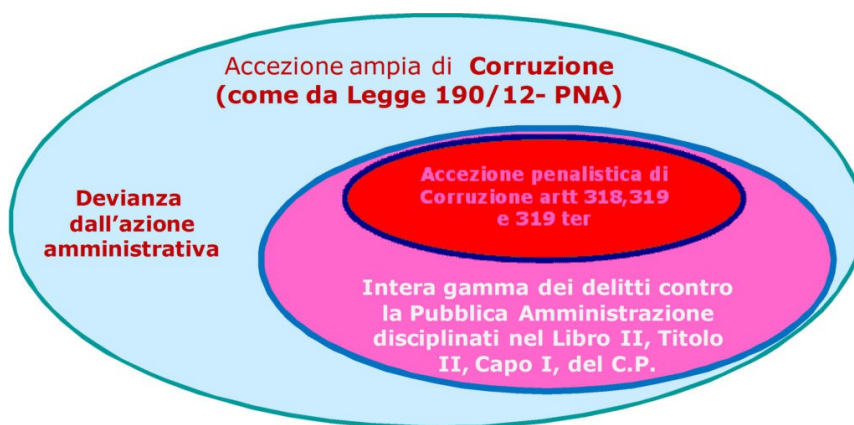 Accezione ampia di Corruzione
(come da Legge 190/12- PNA)
Devianza
dall'azione
amministrativa
Accezione penalistica di
Corruzione artt 318,319
e 319 ter
Intera gamma dei delitti contro
la Pubblica Amministrazione
disciplinati nel Libro II, Titolo
II, Capo I, del C.P.